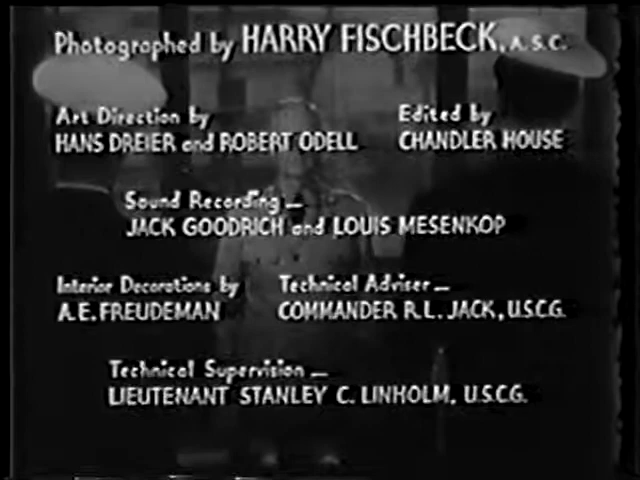 Photographed by HARRY FISCHBECK, A.S.C.
Art Direction by
HANS DREIER and ROBERT ODELL
Edited by
CHANDLER HOUSE
Sound Recording—
JACK GOODRICH and LOUIS MESENKOP
Interior Decorations by
A.E. FREUDEMAN
Technical Adviser—
COMMANDER R.L. JACK, U.S.C.G.
Technical Supervision—
LIEUTENANT STANLEY C. LINHOLM, U.S.C.G.